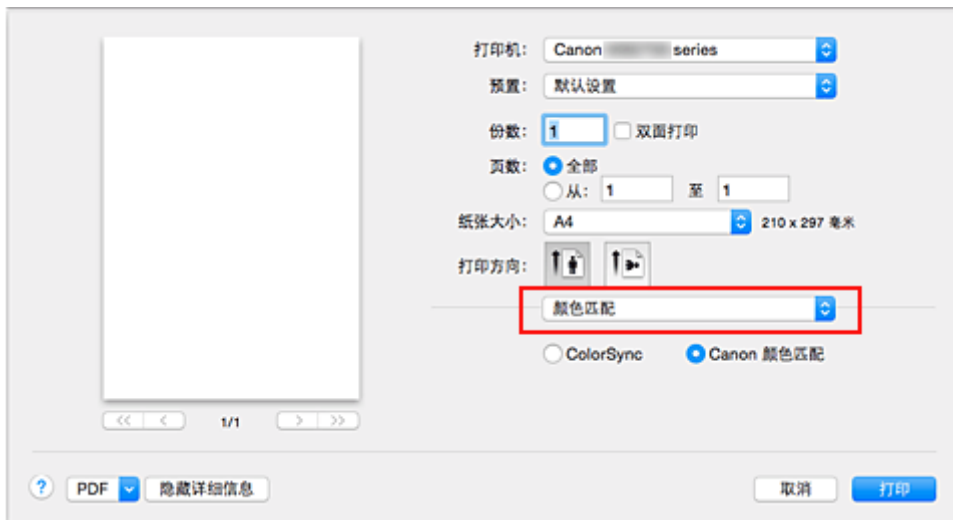 打印机: Canon series
预置: 默认设置
份数: 1 双面打印
页数: 全部
从: 1 至 1
纸张大小: A4 210 x 297 毫米
打印方向:
颜色匹配
ColorSync Canon 颜色匹配
<< < 1/1 > >>
? PDF 隐藏详细信息 取消 打印